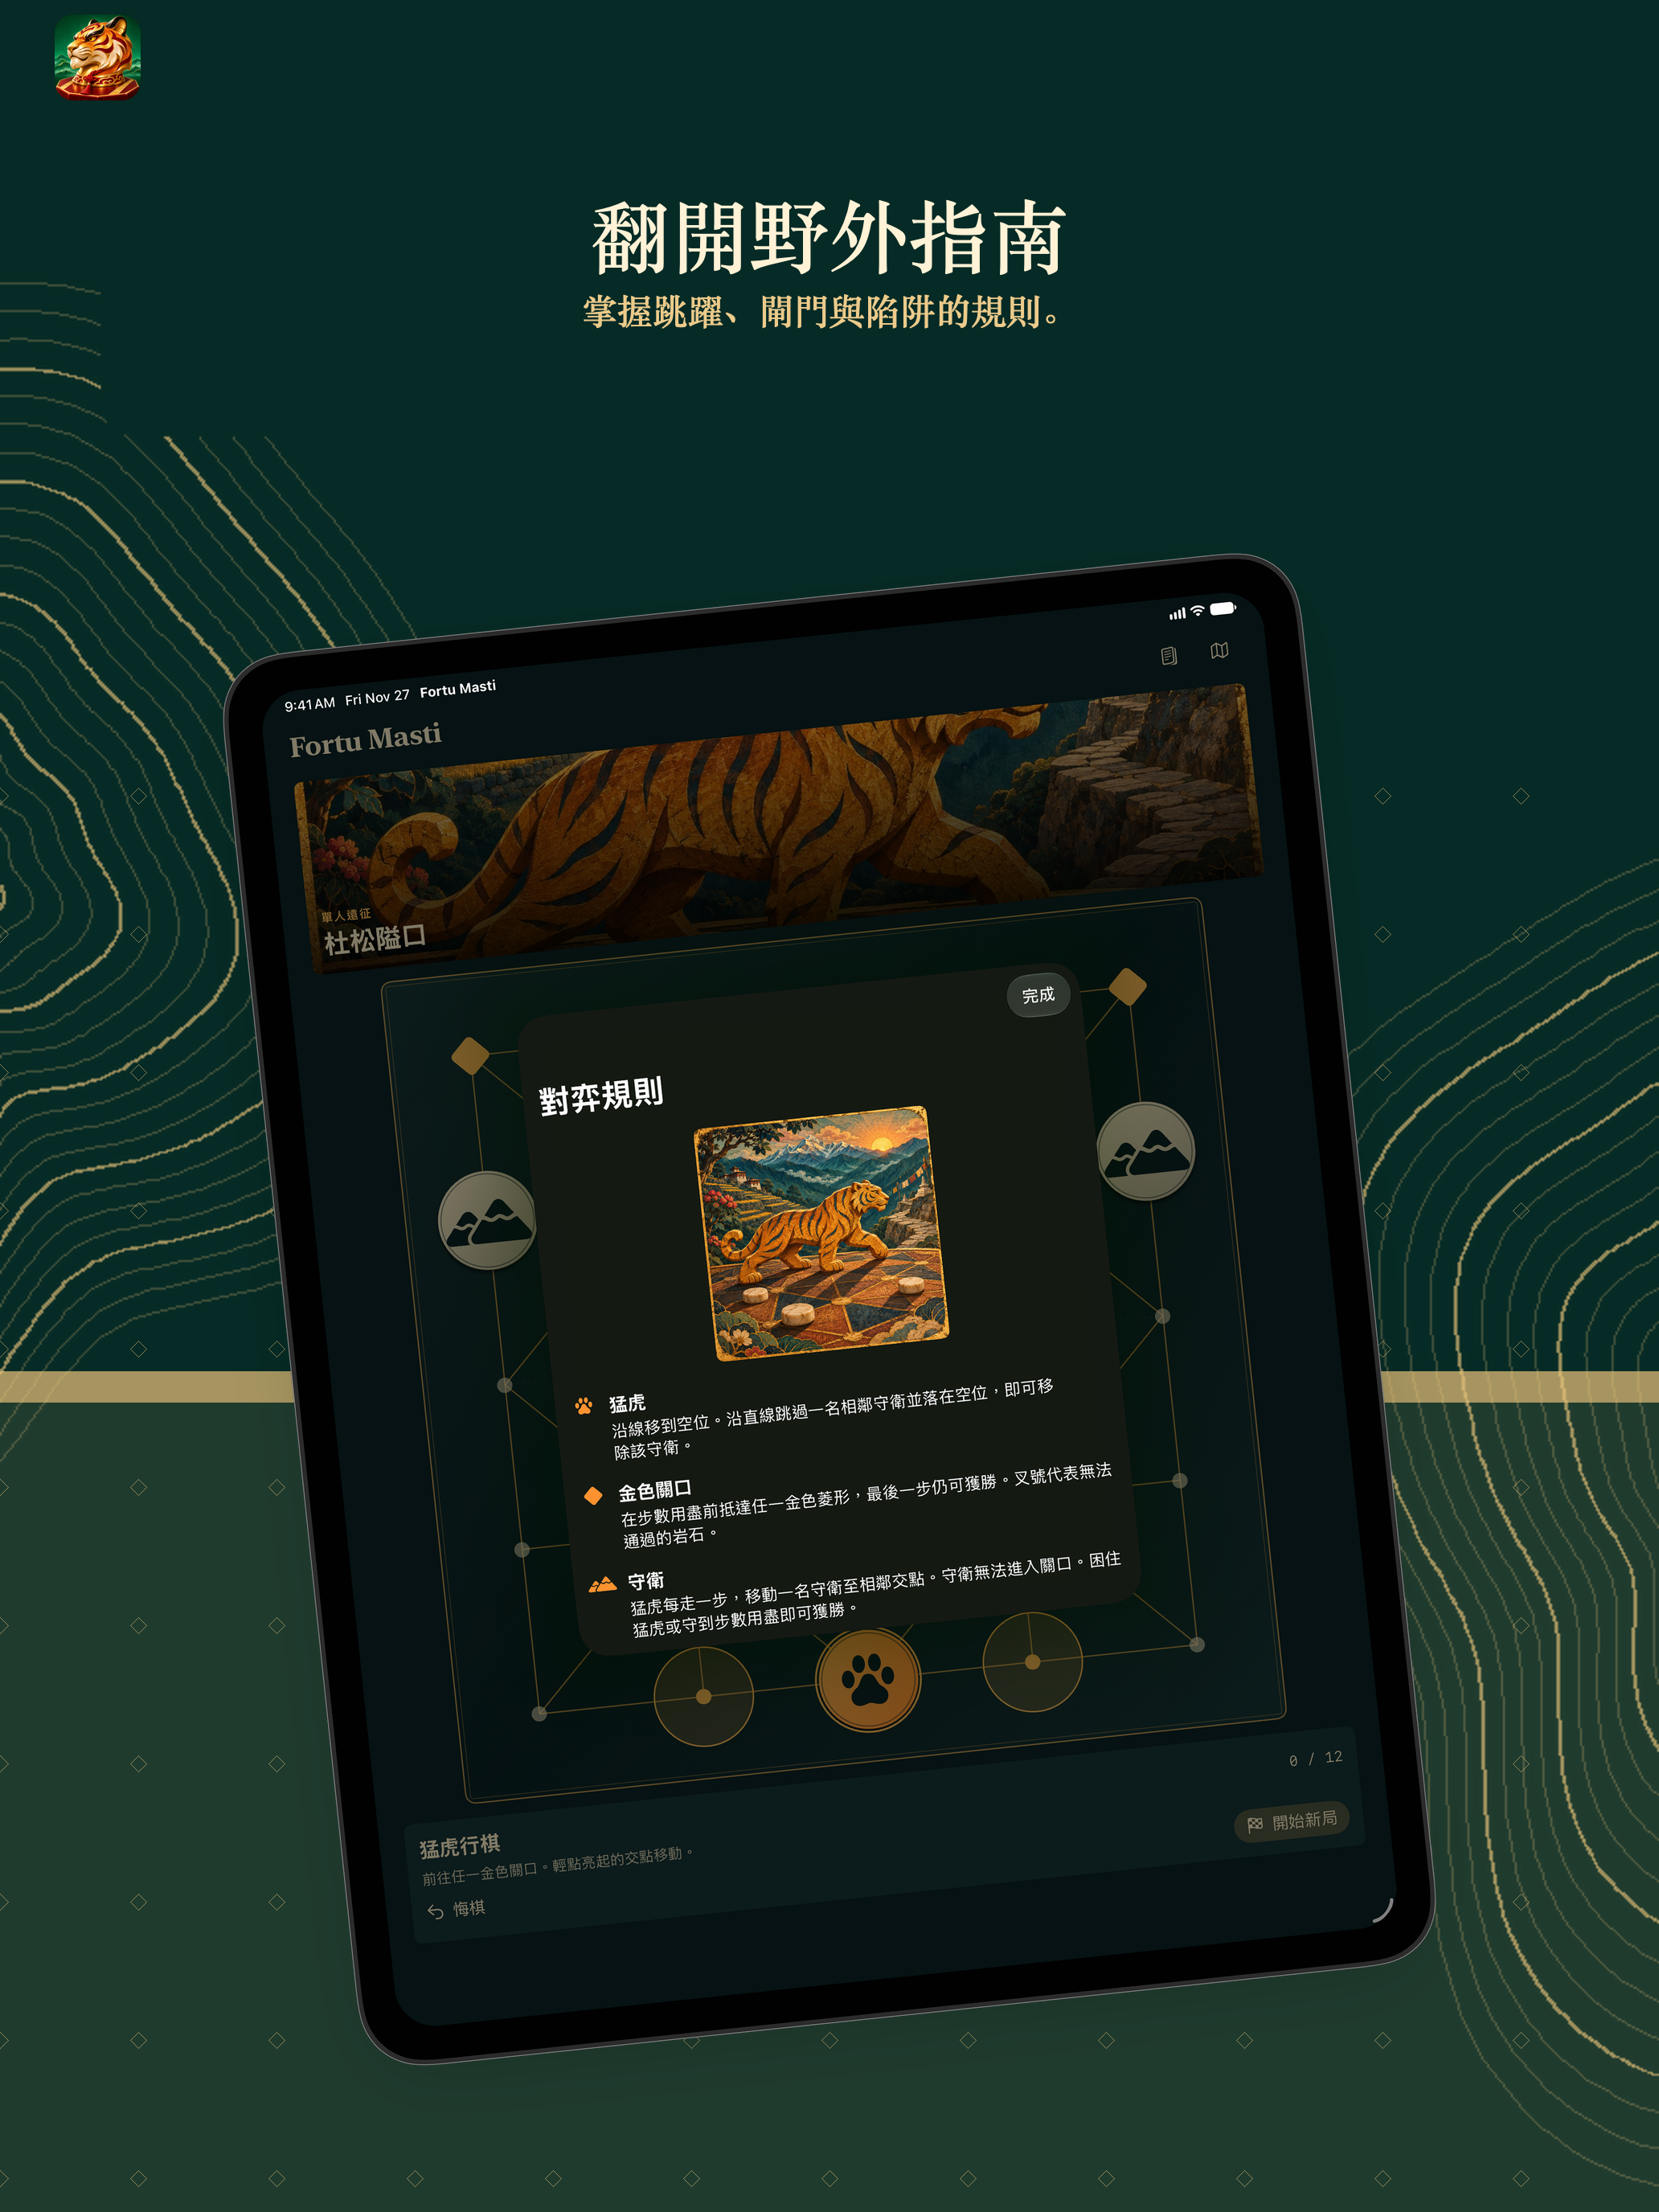 翻開野外指南
掌握跳躍、閘門與陷阱的規則。
9:41 AM Fri Nov 27 Fortu Masti
Fortu Masti
單人遠征
杜松隘口
完成
對弈規則
猛虎
沿線移到空位。沿直線跳過一名相鄰守衛並落在空位，即可移
除該守衛。
金色關口
在步數用盡前抵達任一金色菱形，最後一步仍可獲勝。叉號代表無法
通過的岩石。
守衛
猛虎每走一步，移動一名守衛至相鄰交點。守衛無法進入關口。困住
猛虎或守到步數用盡即可獲勝。
0 / 12
猛虎行棋
前往任一金色關口。輕點亮起的交點移動。
悔棋
開始新局